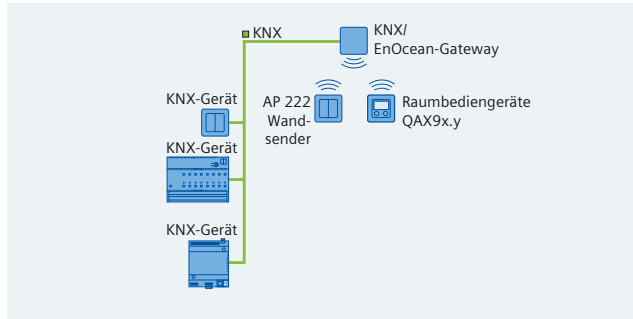 KNX
KNX/
EnOcean-Gateway
KNX-Gerät
AP 222
Wand-
sender
Raumbediengeräte
QAX9x.y
KNX-Gerät
KNX-Gerät